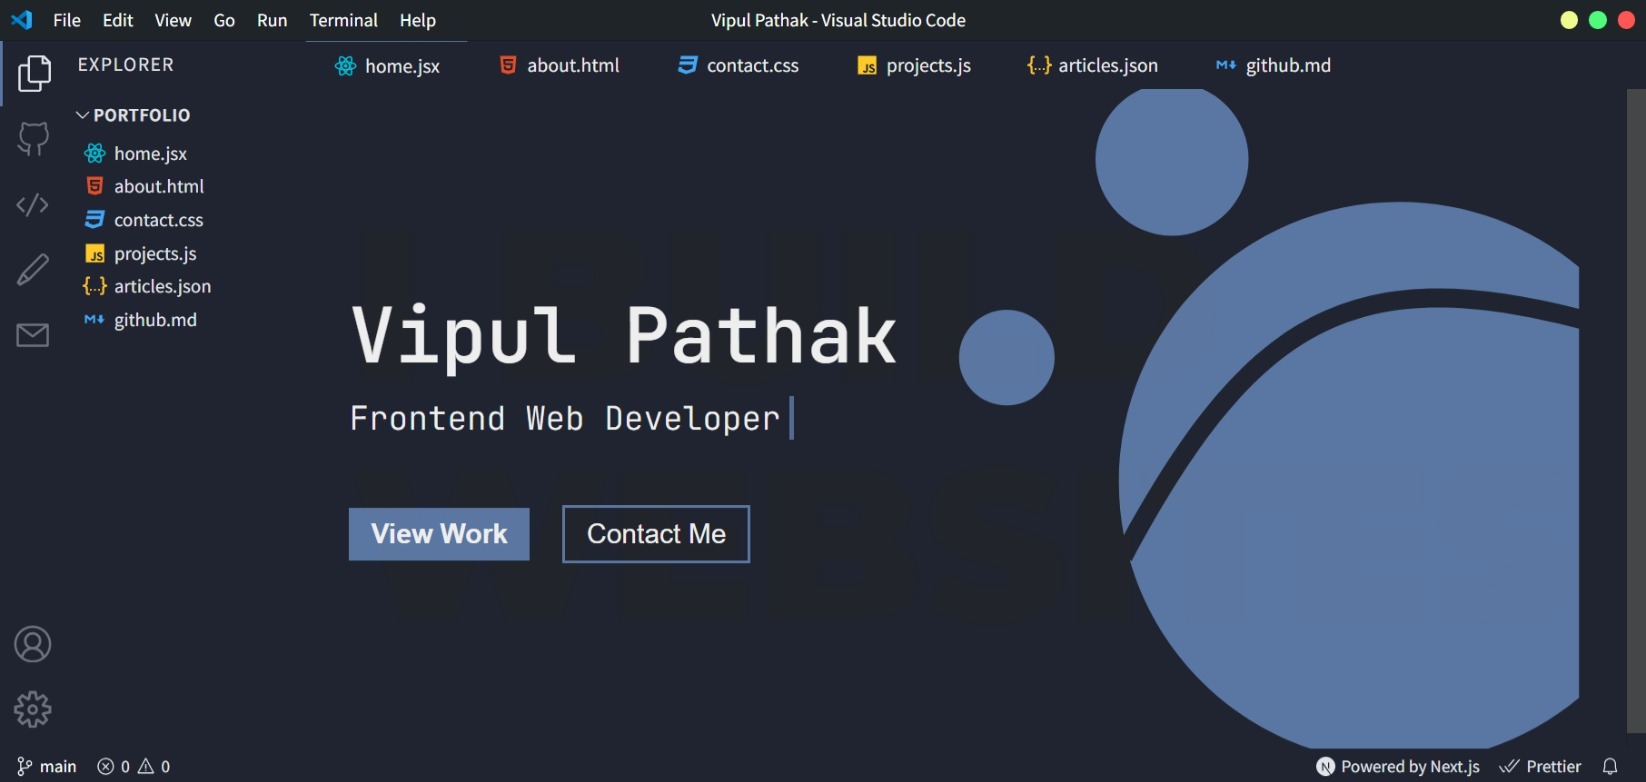 File Edit View Go Run Terminal Help
Vipul Pathak - Visual Studio Code
EXPLORER
home.jsx
about.html
contact.css
JS projects.js
{...} articles.json
M↓ github.md
PORTFOLIO
home.jsx
about.html
contact.css
JS projects.js
{...} articles.json
M↓ github.md
Vipul Pathak
Frontend Web Developer
View Work
Contact Me
main
0
0
N Powered by Next.js
Prettier